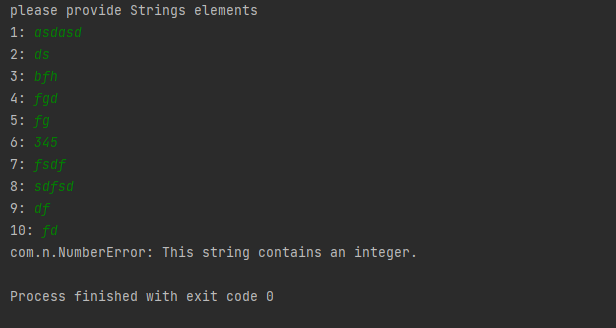 please provide Strings elements
1: asdasd
2: ds
3: bfh
4: fgd
5: fg
6: 345
7: fsdf
8: sdfsd
9: df
10: fd
com.n.NumberError: This string contains an integer.
Process finished with exit code 0